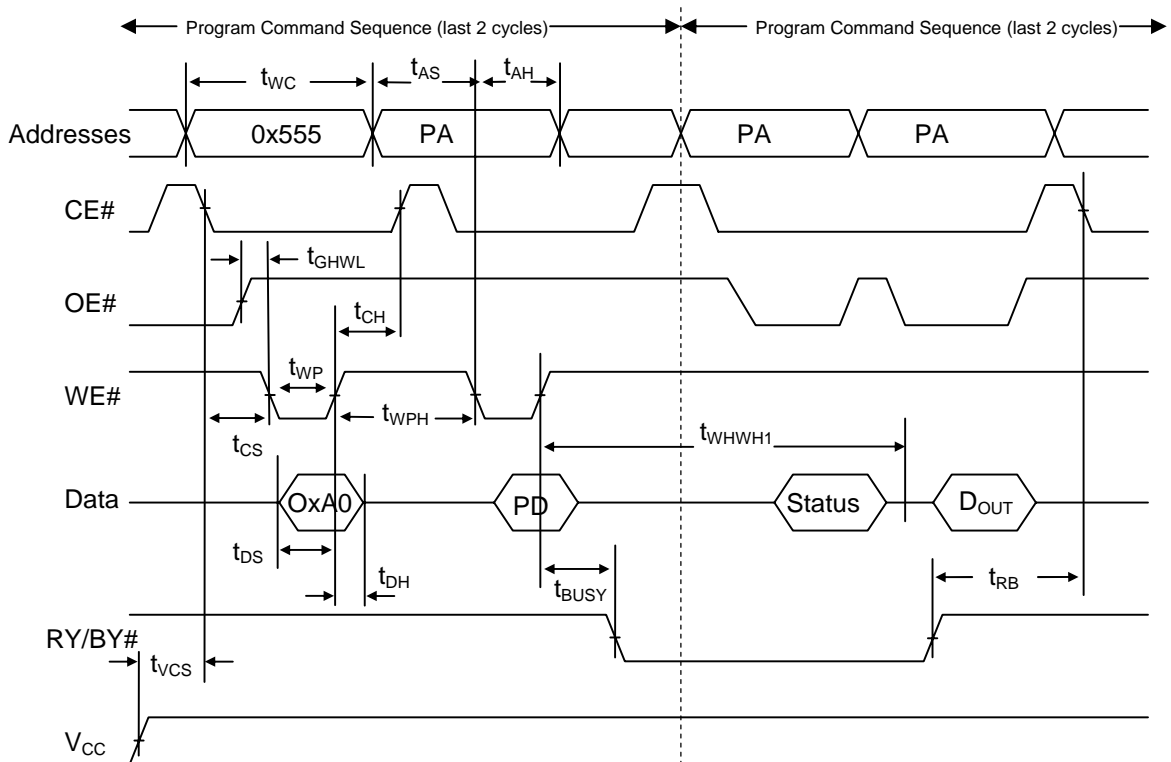 Program Command Sequence (last 2 cycles) Program Command Sequence (last 2 cycles)
tWC tAS tAH
Addresses 0x555 PA PA PA
CE#
tGHWL
OE#
tCH
tWP
WE#
tWPH
tCS tWHWH1
Data OxA0 PD Status DOUT
tDS
tDH tBUSY tRB
RY/BY#
tVCS
VCC